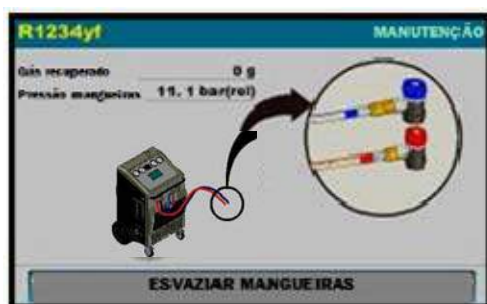 R1234yf MANUTENÇÃO
Gás recuperado 0 g
Pressão mangueiras 11.1 bar(rel)
ESVAZIAR MANGUEIRAS